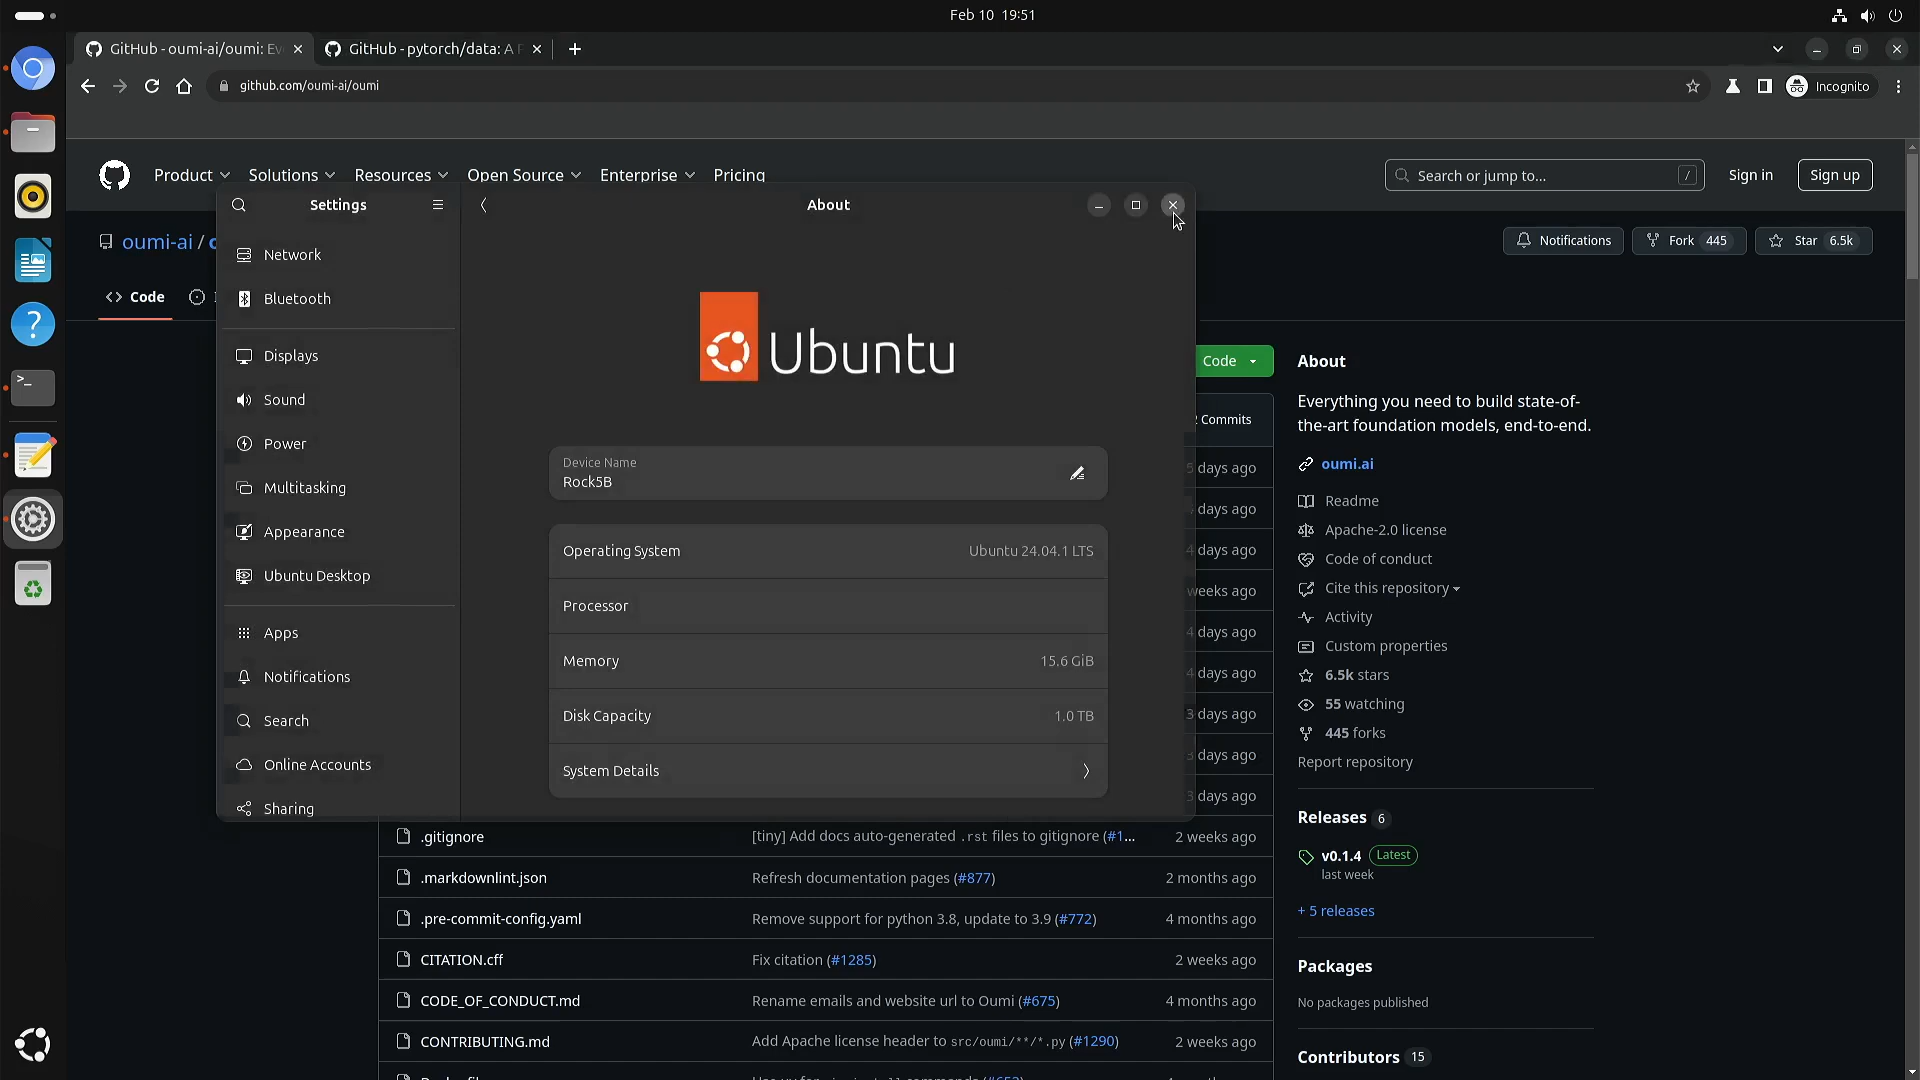 Feb 10 19:51
GitHub - oumi-ai/oumi: Ev
GitHub - pytorch/data: A P
github.com/oumi-ai/oumi
Incognito
Product
Solutions
Resources
Open Source
Enterprise
Pricing
Search or jump to...
/
Sign in
Sign up
oumi-ai /
Notifications
Fork 445
Star 6.5k
Code
Settings
About
Network
Bluetooth
Displays
Sound
Power
Multitasking
Appearance
Ubuntu Desktop
Apps
Notifications
Search
Online Accounts
Sharing
Ubuntu
Device Name
Rock5B
Operating System
Ubuntu 24.04.1 LTS
Processor
Memory
15.6 GiB
Disk Capacity
1.0 TB
System Details
Code
2 Commits
5 days ago
days ago
4 days ago
weeks ago
4 days ago
4 days ago
3 days ago
3 days ago
3 days ago
.gitignore
[tiny] Add docs auto-generated .rst files to gitignore (#1...
2 weeks ago
.markdownlint.json
Refresh documentation pages (#877)
2 months ago
.pre-commit-config.yaml
Remove support for python 3.8, update to 3.9 (#772)
4 months ago
CITATION.cff
Fix citation (#1285)
2 weeks ago
CODE_OF_CONDUCT.md
Rename emails and website url to Oumi (#675)
4 months ago
CONTRIBUTING.md
Add Apache license header to src/oumi/**/*.py (#1290)
2 weeks ago
About
Everything you need to build state-of-
the-art foundation models, end-to-end.
oumi.ai
Readme
Apache-2.0 license
Code of conduct
Cite this repository
Activity
Custom properties
6.5k stars
55 watching
445 forks
Report repository
Releases 6
v0.1.4 Latest
last week
+ 5 releases
Packages
No packages published
Contributors 15